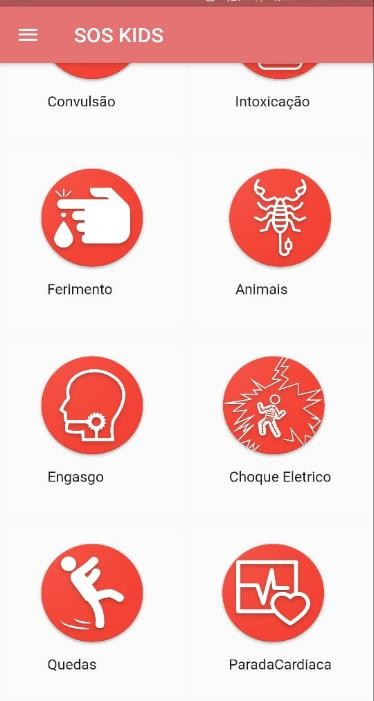 SOS KIDS
Convulsão Intoxicação
Ferimento Animais
Engasgo Choque Eletrico
Quedas ParadaCardiaca